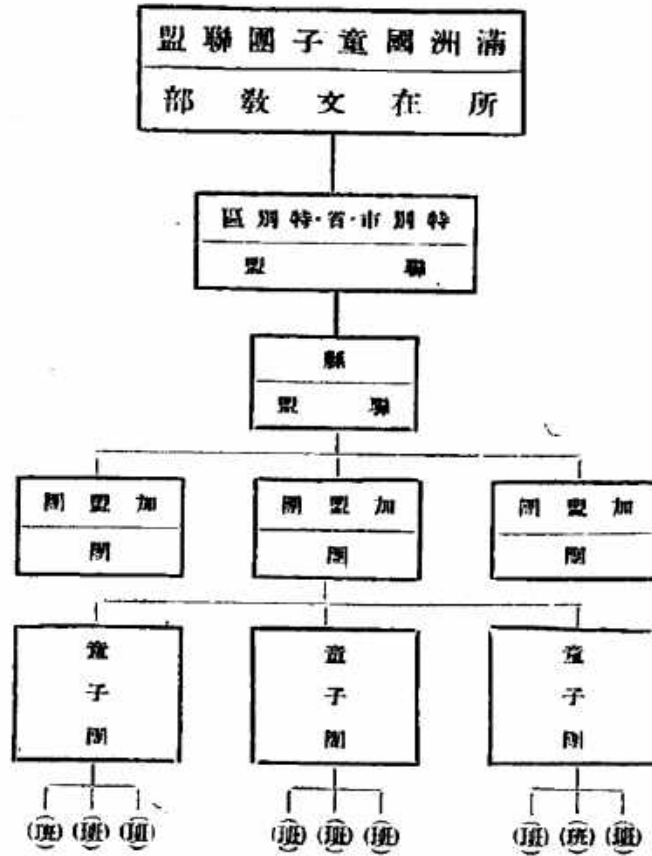 滿洲國童子團聯盟
所在文敎部
特別市·省·特別區
聯盟
縣
聯盟
加盟團
團
加盟團
團
加盟團
團
童子團
童子團
童子團
(班) (班) (班)
(班) (班) (班)
(班) (班) (班)